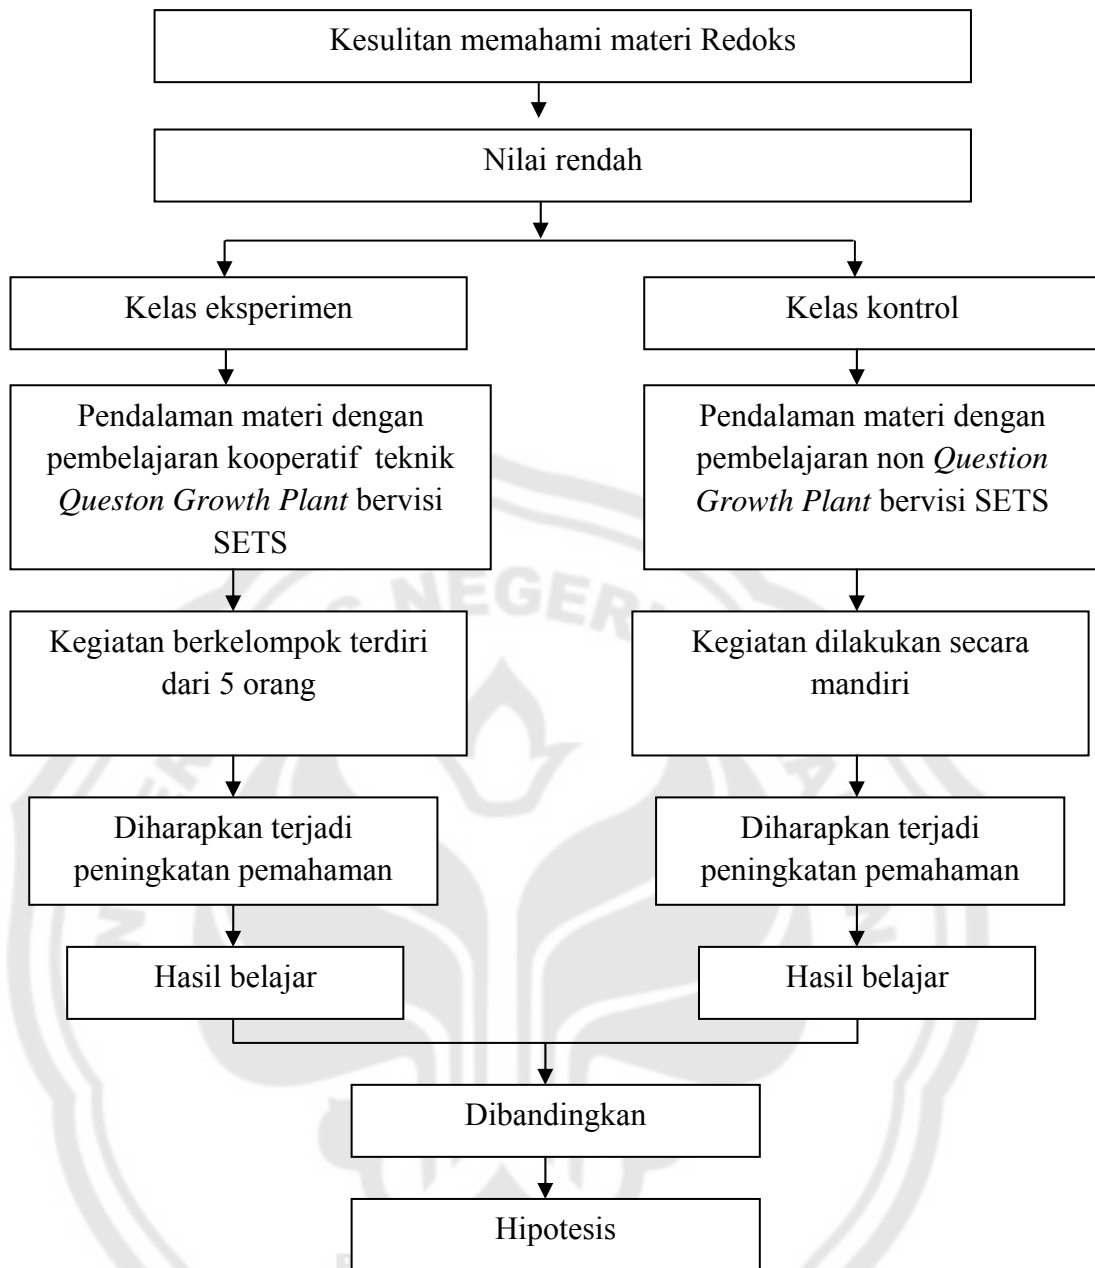 Kesulitan memahami materi Redoks
Nilai rendah
Kelas eksperimen
Kelas kontrol
Pendalaman materi dengan
pembelajaran kooperatif teknik
Queston Growth Plant bervisi
SETS
Pendalaman materi dengan
pembelajaran non Question
Growth Plant bervisi SETS
Kegiatan berkelompok terdiri
dari 5 orang
Kegiatan dilakukan secara
mandiri
Diharapkan terjadi
peningkatan pemahaman
Diharapkan terjadi
peningkatan pemahaman
Hasil belajar
Hasil belajar
Dibandingkan
Hipotesis